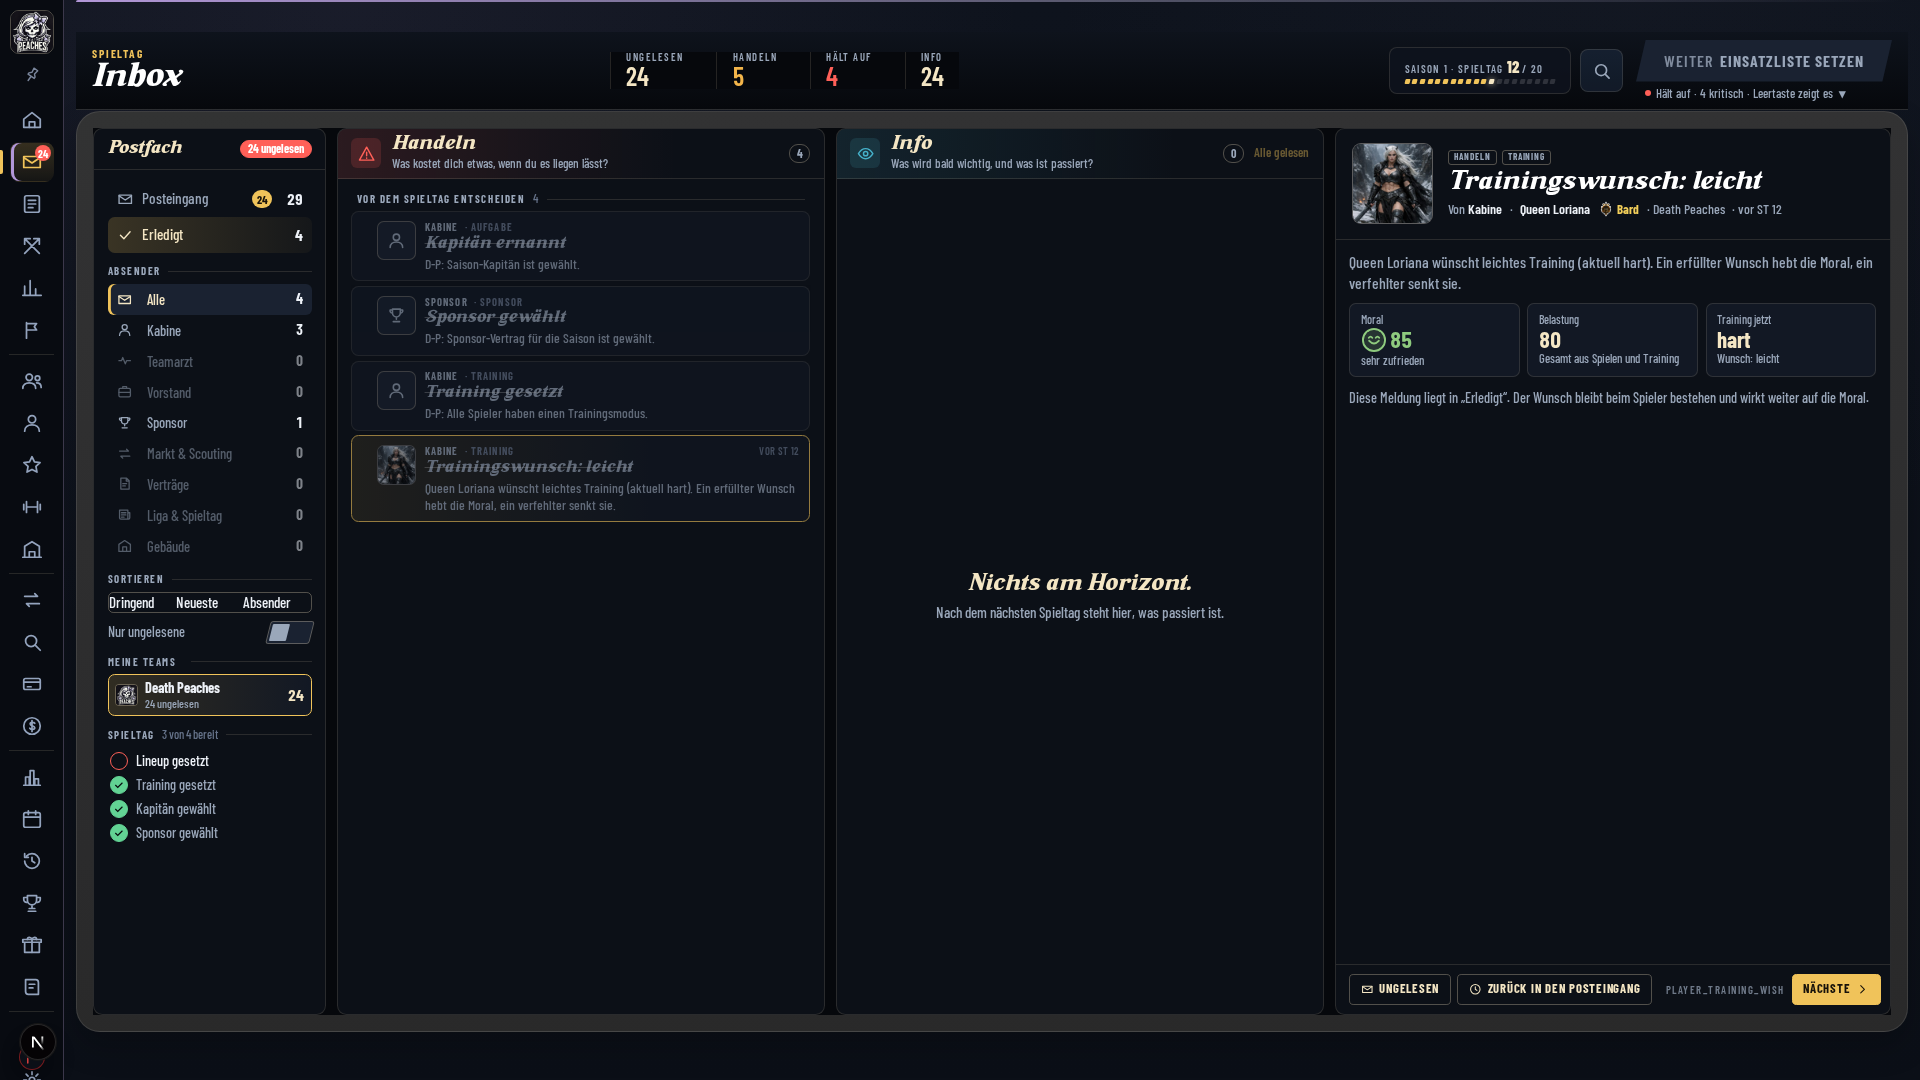 SPIELTAG
Inbox
UNGELESEN
24
HANDELN
5
HÄLT AUF
4
INFO
24
SAISON 1 · SPIELTAG 12 / 20
WEITER EINSATZLISTE SETZEN
Hält auf · 4 kritisch · Leertaste zeigt es ▼
PEACHES
24
Postfach
24 ungelesen
Posteingang 24 29
Erledigt 4
ABSENDER
Alle 4
Kabine 3
Teamarzt 0
Vorstand 0
Sponsor 1
Markt & Scouting 0
Verträge 0
Liga & Spieltag 0
Gebäude 0
SORTIEREN
Dringend Neueste Absender
Nur ungelesene
MEINE TEAMS
Death Peaches
24 ungelesen
24
SPIELTAG 3 von 4 bereit
Lineup gesetzt
Training gesetzt
Kapitän gewählt
Sponsor gewählt
N
Handeln
Was kostet dich etwas, wenn du es liegen lässt?
4
VOR DEM SPIELTAG ENTSCHEIDEN 4
KABINE · AUFGABE
Kapitän ernannt
D-P: Saison-Kapitän ist gewählt.
SPONSOR · SPONSOR
Sponsor gewählt
D-P: Sponsor-Vertrag für die Saison ist gewählt.
KABINE · TRAINING
Training gesetzt
D-P: Alle Spieler haben einen Trainingsmodus.
KABINE · TRAINING VOR ST 12
Trainingswunsch: leicht
Queen Loriana wünscht leichtes Training (aktuell hart). Ein erfüllter Wunsch
hebt die Moral, ein verfehlter senkt sie.
Info
Was wird bald wichtig, und was ist passiert?
0 Alle gelesen
Nichts am Horizont.
Nach dem nächsten Spieltag steht hier, was passiert ist.
HANDELN TRAINING
Trainingswunsch: leicht
Von Kabine · Queen Loriana Bard · Death Peaches · vor ST 12
Queen Loriana wünscht leichtes Training (aktuell hart). Ein erfüllter Wunsch hebt die Moral, ein
verfehlter senkt sie.
Moral
85
sehr zufrieden
Belastung
80
Gesamt aus Spielen und Training
Training jetzt
hart
Wunsch: leicht
Diese Meldung liegt in „Erledigt“. Der Wunsch bleibt beim Spieler bestehen und wirkt weiter auf die Moral.
UNGELESEN
ZURÜCK IN DEN POSTEINGANG
PLAYER_TRAINING_WISH
NÄCHSTE